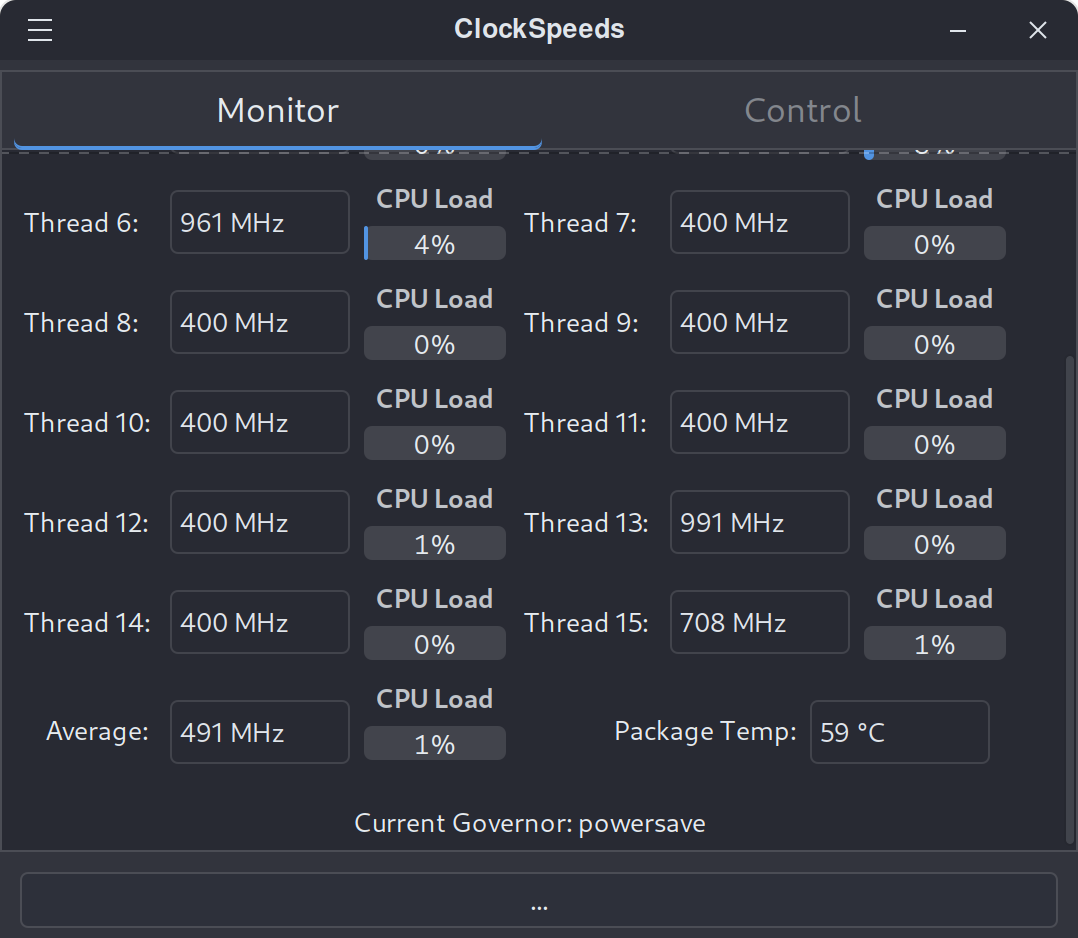 ClockSpeeds
Monitor Control
CPU Load CPU Load
Thread 6: 961 MHz 4% Thread 7: 400 MHz 0%
CPU Load CPU Load
Thread 8: 400 MHz 0% Thread 9: 400 MHz 0%
CPU Load CPU Load
Thread 10: 400 MHz 0% Thread 11: 400 MHz 0%
CPU Load CPU Load
Thread 12: 400 MHz 1% Thread 13: 991 MHz 0%
CPU Load CPU Load
Thread 14: 400 MHz 0% Thread 15: 708 MHz 1%
CPU Load
Average: 491 MHz 1% Package Temp: 59 °C
Current Governor: powersave
...